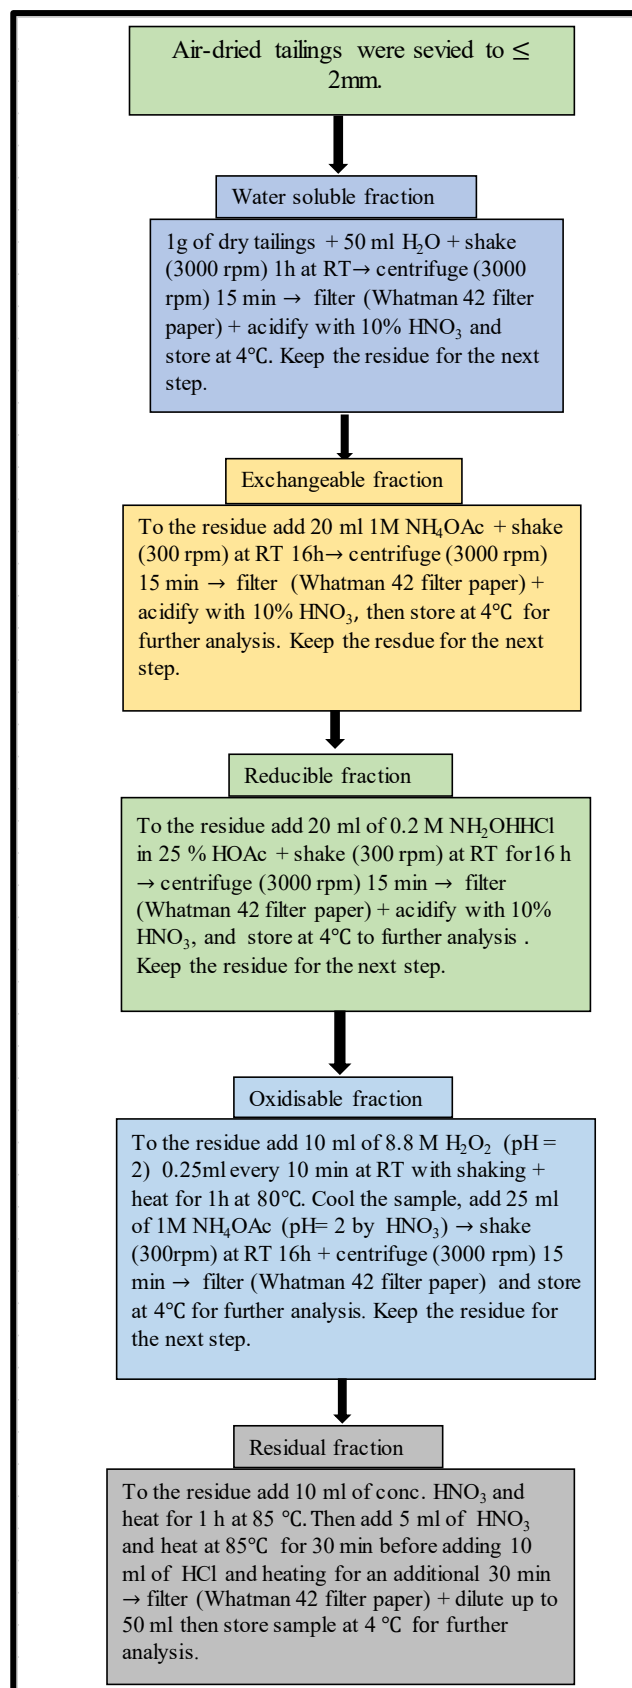 Air-dried tailings were sevied to ≤
2mm.
Water soluble fraction
1g of dry tailings + 50 ml H₂O + shake
(3000 rpm) 1h at RT→ centrifuge (3000
rpm) 15 min → filter (Whatman 42 filter
paper) + acidify with 10% HNO₃ and
store at 4℃. Keep the residue for the next
step.
Exchangeable fraction
To the residue add 20 ml 1M NH₄OAc + shake
(300 rpm) at RT 16h→ centrifuge (3000 rpm)
15 min → filter (Whatman 42 filter paper) +
acidify with 10% HNO₃, then store at 4℃ for
further analysis. Keep the resdue for the next
step.
Reducible fraction
To the residue add 20 ml of 0.2 M NH₂OHHCl
in 25 % HOAc + shake (300 rpm) at RT for16 h
→ centrifuge (3000 rpm) 15 min → filter
(Whatman 42 filter paper) + acidify with 10%
HNO₃, and store at 4℃ to further analysis .
Keep the residue for the next step.
Oxidisable fraction
To the residue add 10 ml of 8.8 M H₂O₂ (pH =
2) 0.25ml every 10 min at RT with shaking +
heat for 1h at 80℃. Cool the sample, add 25 ml
of 1M NH₄OAc (pH= 2 by HNO₃) → shake
(300rpm) at RT 16h + centrifuge (3000 rpm) 15
min → filter (Whatman 42 filter paper) and store
at 4℃ for further analysis. Keep the residue for
the next step.
Residual fraction
To the residue add 10 ml of conc. HNO₃ and
heat for 1 h at 85 ℃. Then add 5 ml of HNO₃
and heat at 85℃ for 30 min before adding 10
ml of HCl and heating for an additional 30 min
→ filter (Whatman 42 filter paper) + dilute up to
50 ml then store sample at 4 ℃ for further
analysis.